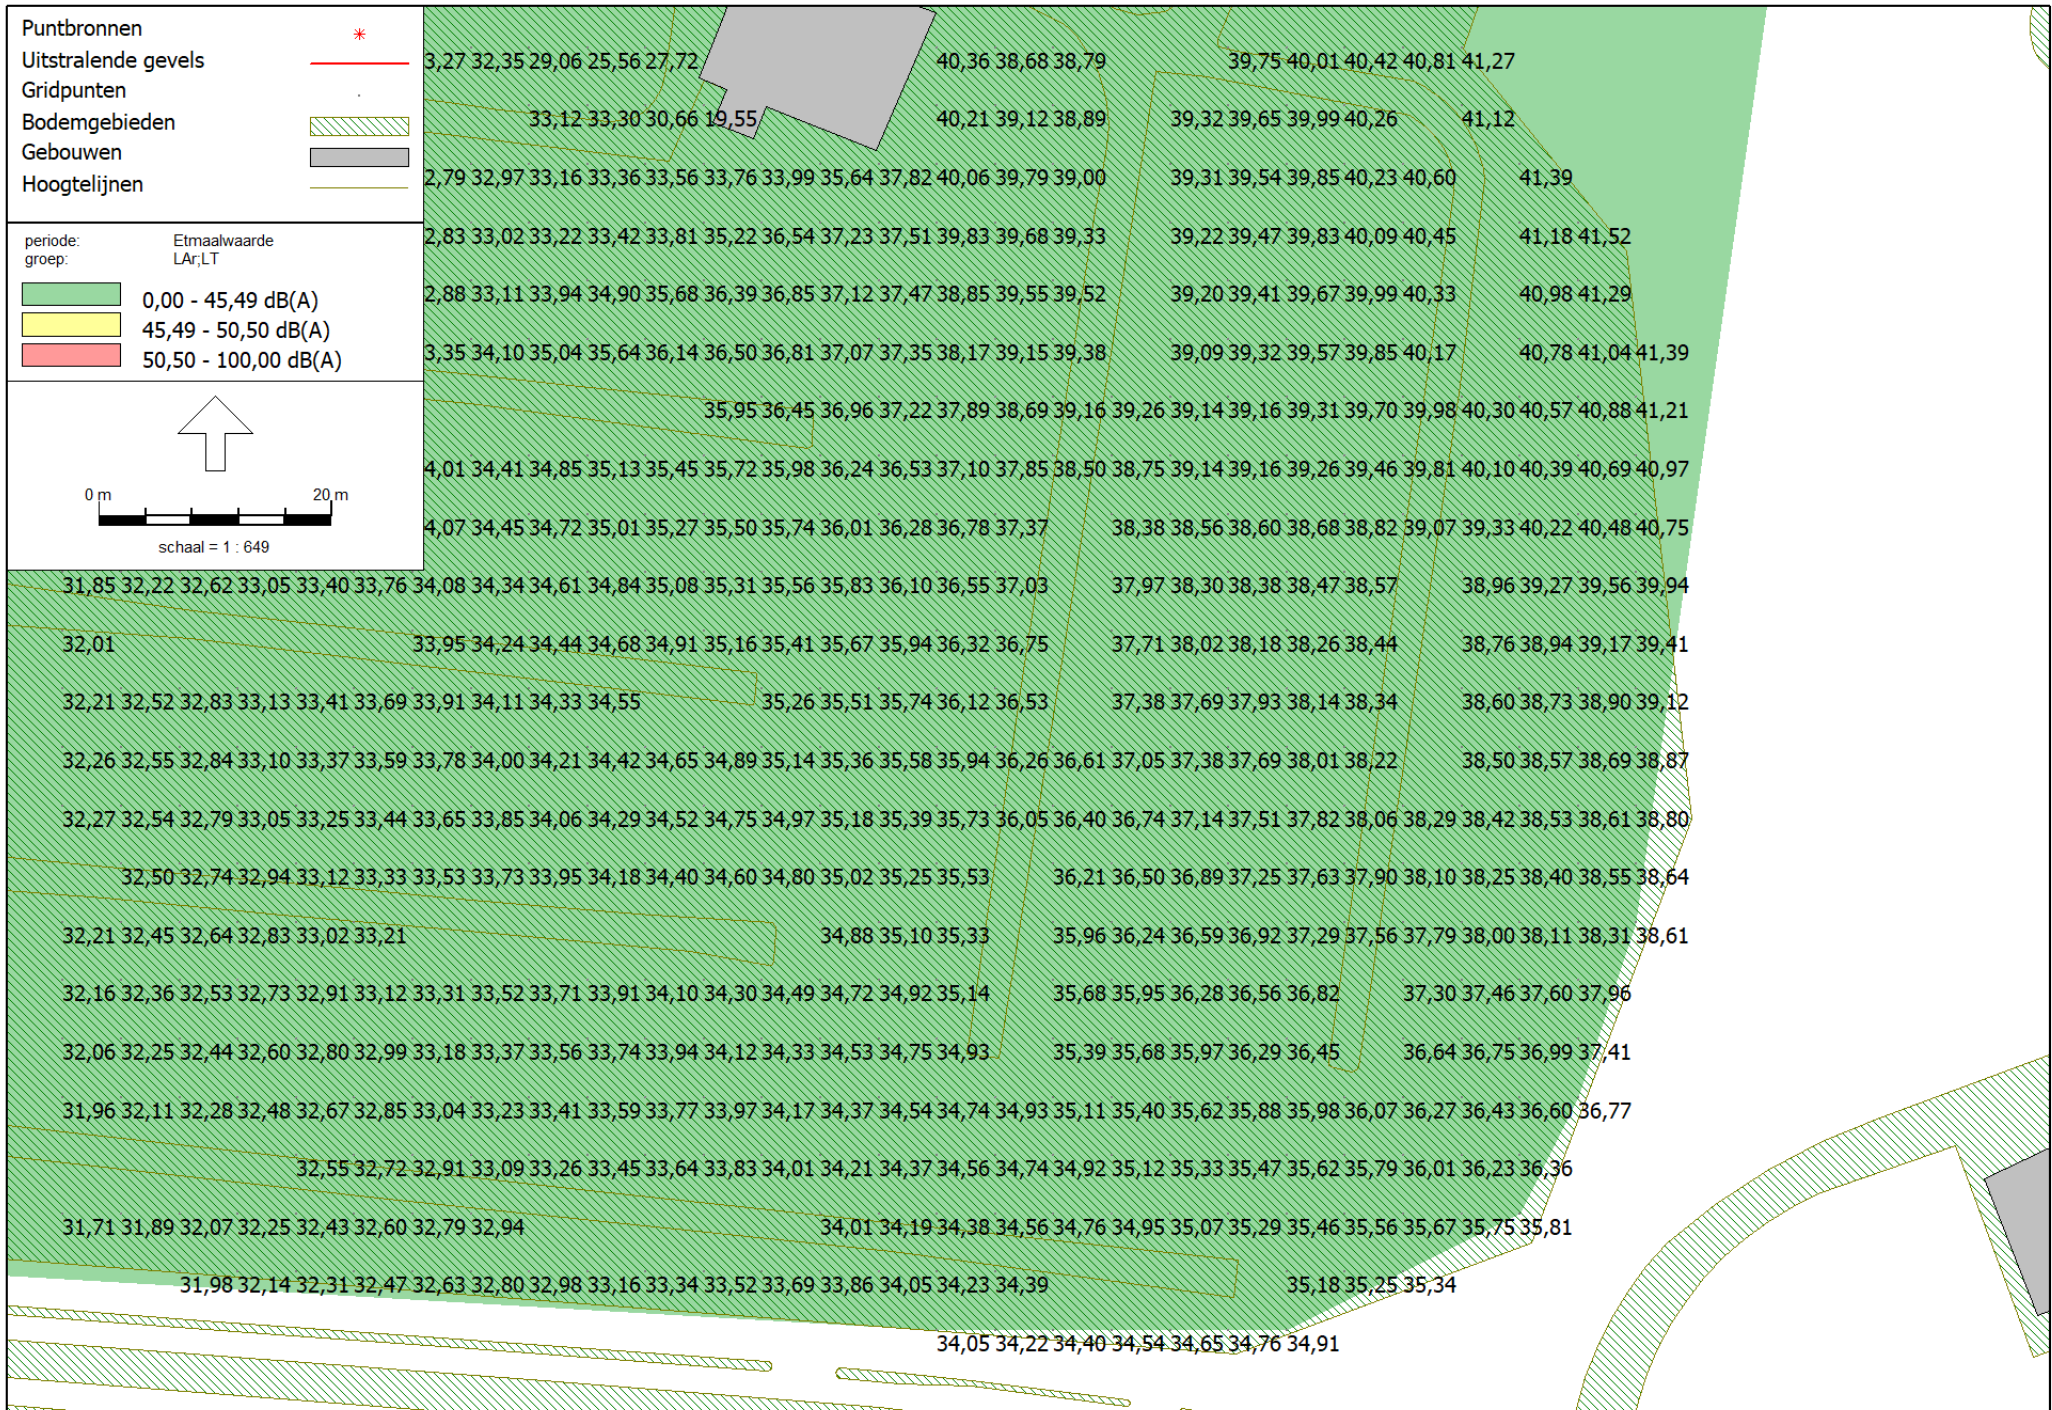 Puntbronnen
Uitstralende gevels
Gridpunten
Bodemgebieden
Gebouwen
Hoogtelijnen
periode: Etmaalwaarde
groep: LAr;LT
0,00 - 45,49 dB(A)
45,49 - 50,50 dB(A)
50,50 - 100,00 dB(A)
0 m 20 m
schaal = 1 : 649
3,27 32,35 29,06 25,56 27,72 40,36 38,68 38,79 39,75 40,01 40,42 40,81 41,27
33,12 33,30 30,66 19,55 40,21 39,12 38,89 39,32 39,65 39,99 40,26 41,12
2,79 32,97 33,16 33,36 33,56 33,76 33,99 35,64 37,82 40,06 39,79 39,00 39,31 39,54 39,85 40,23 40,60 41,39
2,83 33,02 33,22 33,42 33,81 35,22 36,54 37,23 37,51 39,83 39,68 39,33 39,22 39,47 39,83 40,09 40,45 41,18 41,52
2,88 33,11 33,94 34,90 35,68 36,39 36,85 37,12 37,47 38,85 39,55 39,52 39,20 39,41 39,67 39,99 40,33 40,98 41,29
3,35 34,10 35,04 35,64 36,14 36,50 36,81 37,07 37,35 38,17 39,15 39,38 39,09 39,32 39,57 39,85 40,17 40,78 41,04 41,39
35,95 36,45 36,96 37,22 37,89 38,69 39,16 39,26 39,14 39,16 39,31 39,70 39,98 40,30 40,57 40,88 41,21
4,01 34,41 34,85 35,13 35,45 35,72 35,98 36,24 36,53 37,10 37,85 38,50 38,75 39,14 39,16 39,26 39,46 39,81 40,10 40,39 40,69 40,97
4,07 34,45 34,72 35,01 35,27 35,50 35,74 36,01 36,28 36,78 37,37 38,38 38,56 38,60 38,68 38,82 39,07 39,33 40,22 40,48 40,75
31,85 32,22 32,62 33,05 33,40 33,76 34,08 34,34 34,61 34,84 35,08 35,31 35,56 35,83 36,10 36,55 37,03 37,97 38,30 38,38 38,47 38,57 38,96 39,27 39,56 39,94
32,01 33,95 34,24 34,44 34,68 34,91 35,16 35,41 35,67 35,94 36,32 36,75 37,71 38,02 38,18 38,26 38,44 38,76 38,94 39,17 39,41
32,21 32,52 32,83 33,13 33,41 33,69 33,91 34,11 34,33 34,55 35,26 35,51 35,74 36,12 36,53 37,38 37,69 37,93 38,14 38,34 38,60 38,73 38,90 39,12
32,26 32,55 32,84 33,10 33,37 33,59 33,78 34,00 34,21 34,42 34,65 34,89 35,14 35,36 35,58 35,94 36,26 36,61 37,05 37,38 37,69 38,01 38,22 38,50 38,57 38,69 38,87
32,27 32,54 32,79 33,05 33,25 33,44 33,65 33,85 34,06 34,29 34,52 34,75 34,97 35,18 35,39 35,73 36,05 36,40 36,74 37,14 37,51 37,82 38,06 38,29 38,42 38,53 38,61 38,80
32,50 32,74 32,94 33,12 33,33 33,53 33,73 33,95 34,18 34,40 34,60 34,80 35,02 35,25 35,53 36,21 36,50 36,89 37,25 37,63 37,90 38,10 38,25 38,40 38,55 38,64
32,21 32,45 32,64 32,83 33,02 33,21 34,88 35,10 35,33 35,96 36,24 36,59 36,92 37,29 37,56 37,79 38,00 38,11 38,31 38,61
32,16 32,36 32,53 32,73 32,91 33,12 33,31 33,52 33,71 33,91 34,10 34,30 34,49 34,72 34,92 35,14 35,68 35,95 36,28 36,56 36,82 37,30 37,46 37,60 37,96
32,06 32,25 32,44 32,60 32,80 32,99 33,18 33,37 33,56 33,74 33,94 34,12 34,33 34,53 34,75 34,93 35,39 35,68 35,97 36,29 36,45 36,64 36,75 36,99 37,41
31,96 32,11 32,28 32,48 32,67 32,85 33,04 33,23 33,41 33,59 33,77 33,97 34,17 34,37 34,54 34,74 34,93 35,11 35,40 35,62 35,88 35,98 36,07 36,27 36,43 36,60 36,77
32,55 32,72 32,91 33,09 33,26 33,45 33,64 33,83 34,01 34,21 34,37 34,56 34,74 34,92 35,12 35,33 35,47 35,62 35,79 36,01 36,23 36,36
31,71 31,89 32,07 32,25 32,43 32,60 32,79 32,94 34,01 34,19 34,38 34,56 34,76 34,95 35,07 35,29 35,46 35,56 35,67 35,75 35,81
31,98 32,14 32,31 32,47 32,63 32,80 32,98 33,16 33,34 33,52 33,69 33,86 34,05 34,23 34,39 35,18 35,25 35,34
34,05 34,22 34,40 34,54 34,65 34,76 34,91